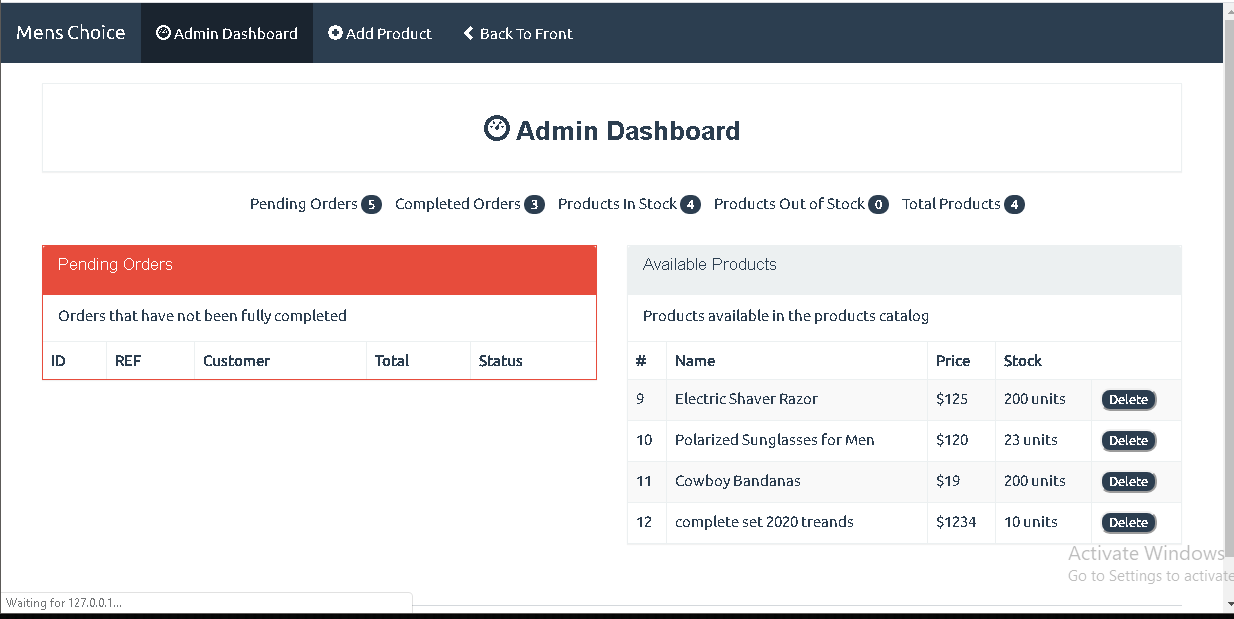 Mens Choice Admin Dashboard Add Product Back To Front
Admin Dashboard
Pending Orders 5 Completed Orders 3 Products In Stock 4 Products Out of Stock 0 Total Products 4
Pending Orders
Orders that have not been fully completed
ID REF Customer Total Status
Available Products
Products available in the products catalog
# Name Price Stock
9 Electric Shaver Razor $125 200 units Delete
10 Polarized Sunglasses for Men $120 23 units Delete
11 Cowboy Bandanas $19 200 units Delete
12 complete set 2020 treands $1234 10 units Delete
Activate Windows
Go to Settings to activate
Waiting for 127.0.0.1...